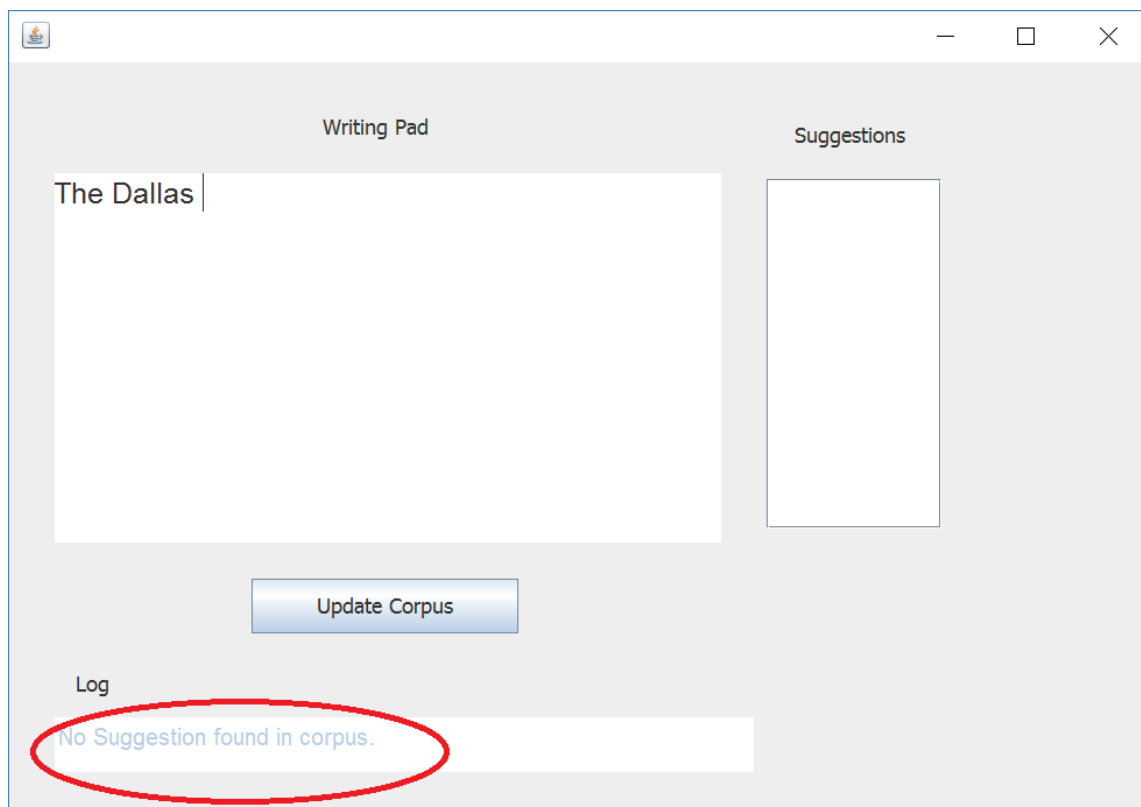 Writing Pad
Suggestions
The Dallas
Update Corpus
Log
No Suggestion found in corpus.